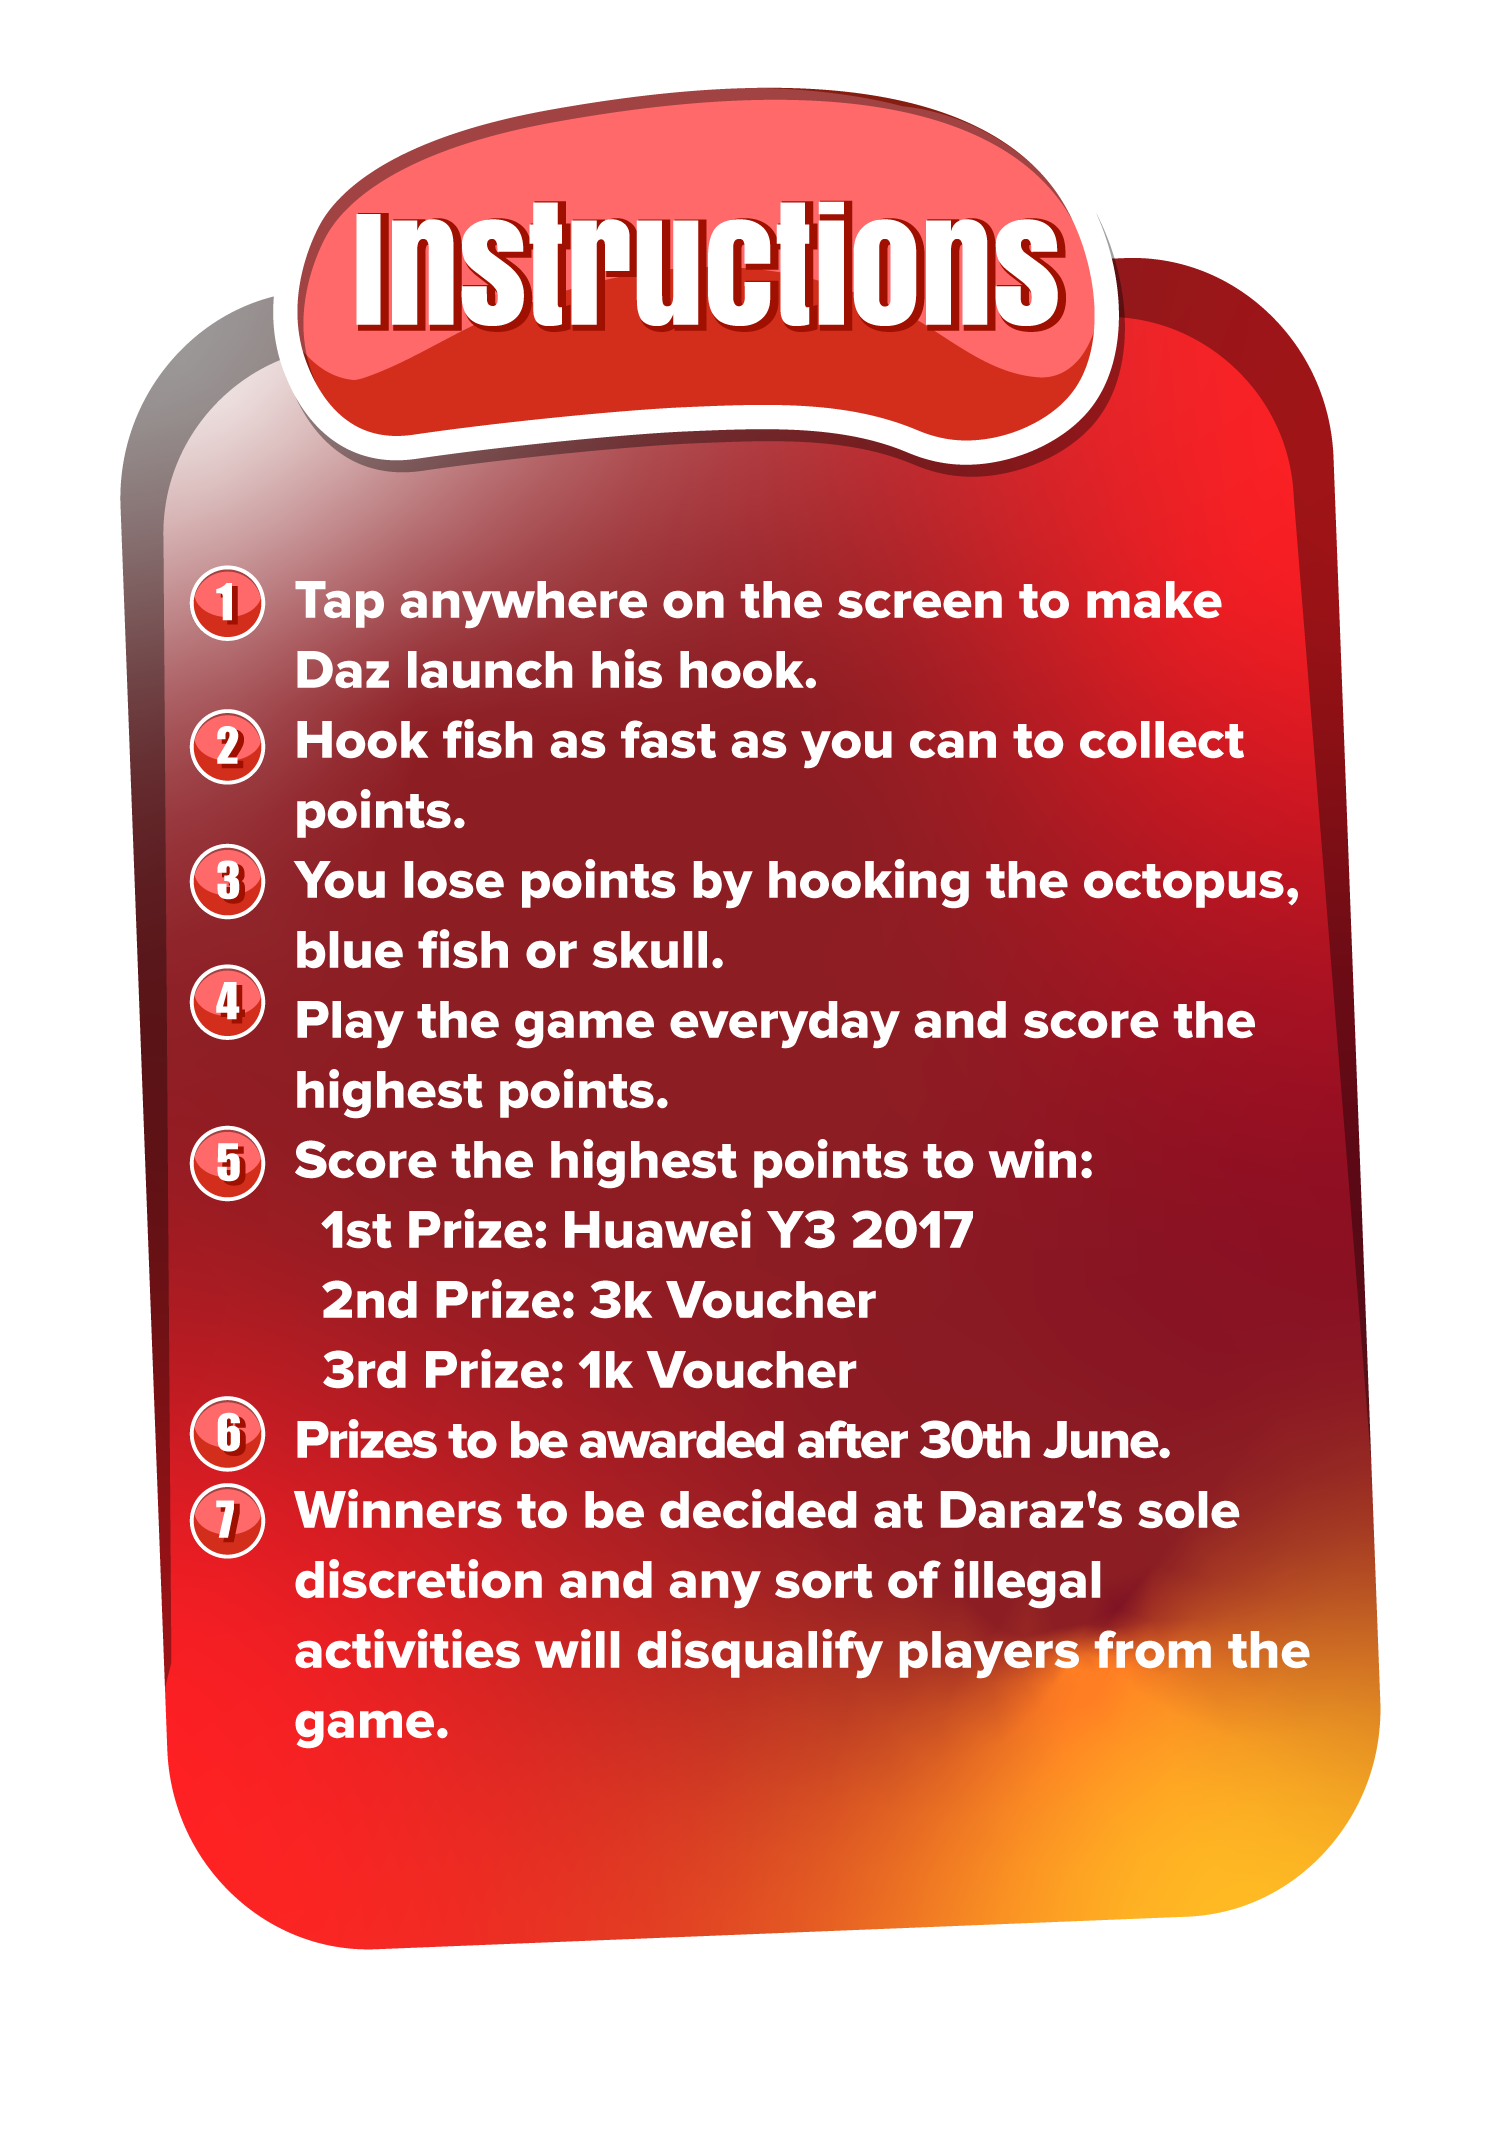 Instructions
1 Tap anywhere on the screen to make
Daz launch his hook.
2 Hook fish as fast as you can to collect
points.
3 You lose points by hooking the octopus,
blue fish or skull.
4 Play the game everyday and score the
highest points.
5 Score the highest points to win:
1st Prize: Huawei Y3 2017
2nd Prize: 3k Voucher
3rd Prize: 1k Voucher
6 Prizes to be awarded after 30th June.
7 Winners to be decided at Daraz's sole
discretion and any sort of illegal
activities will disqualify players from the
game.